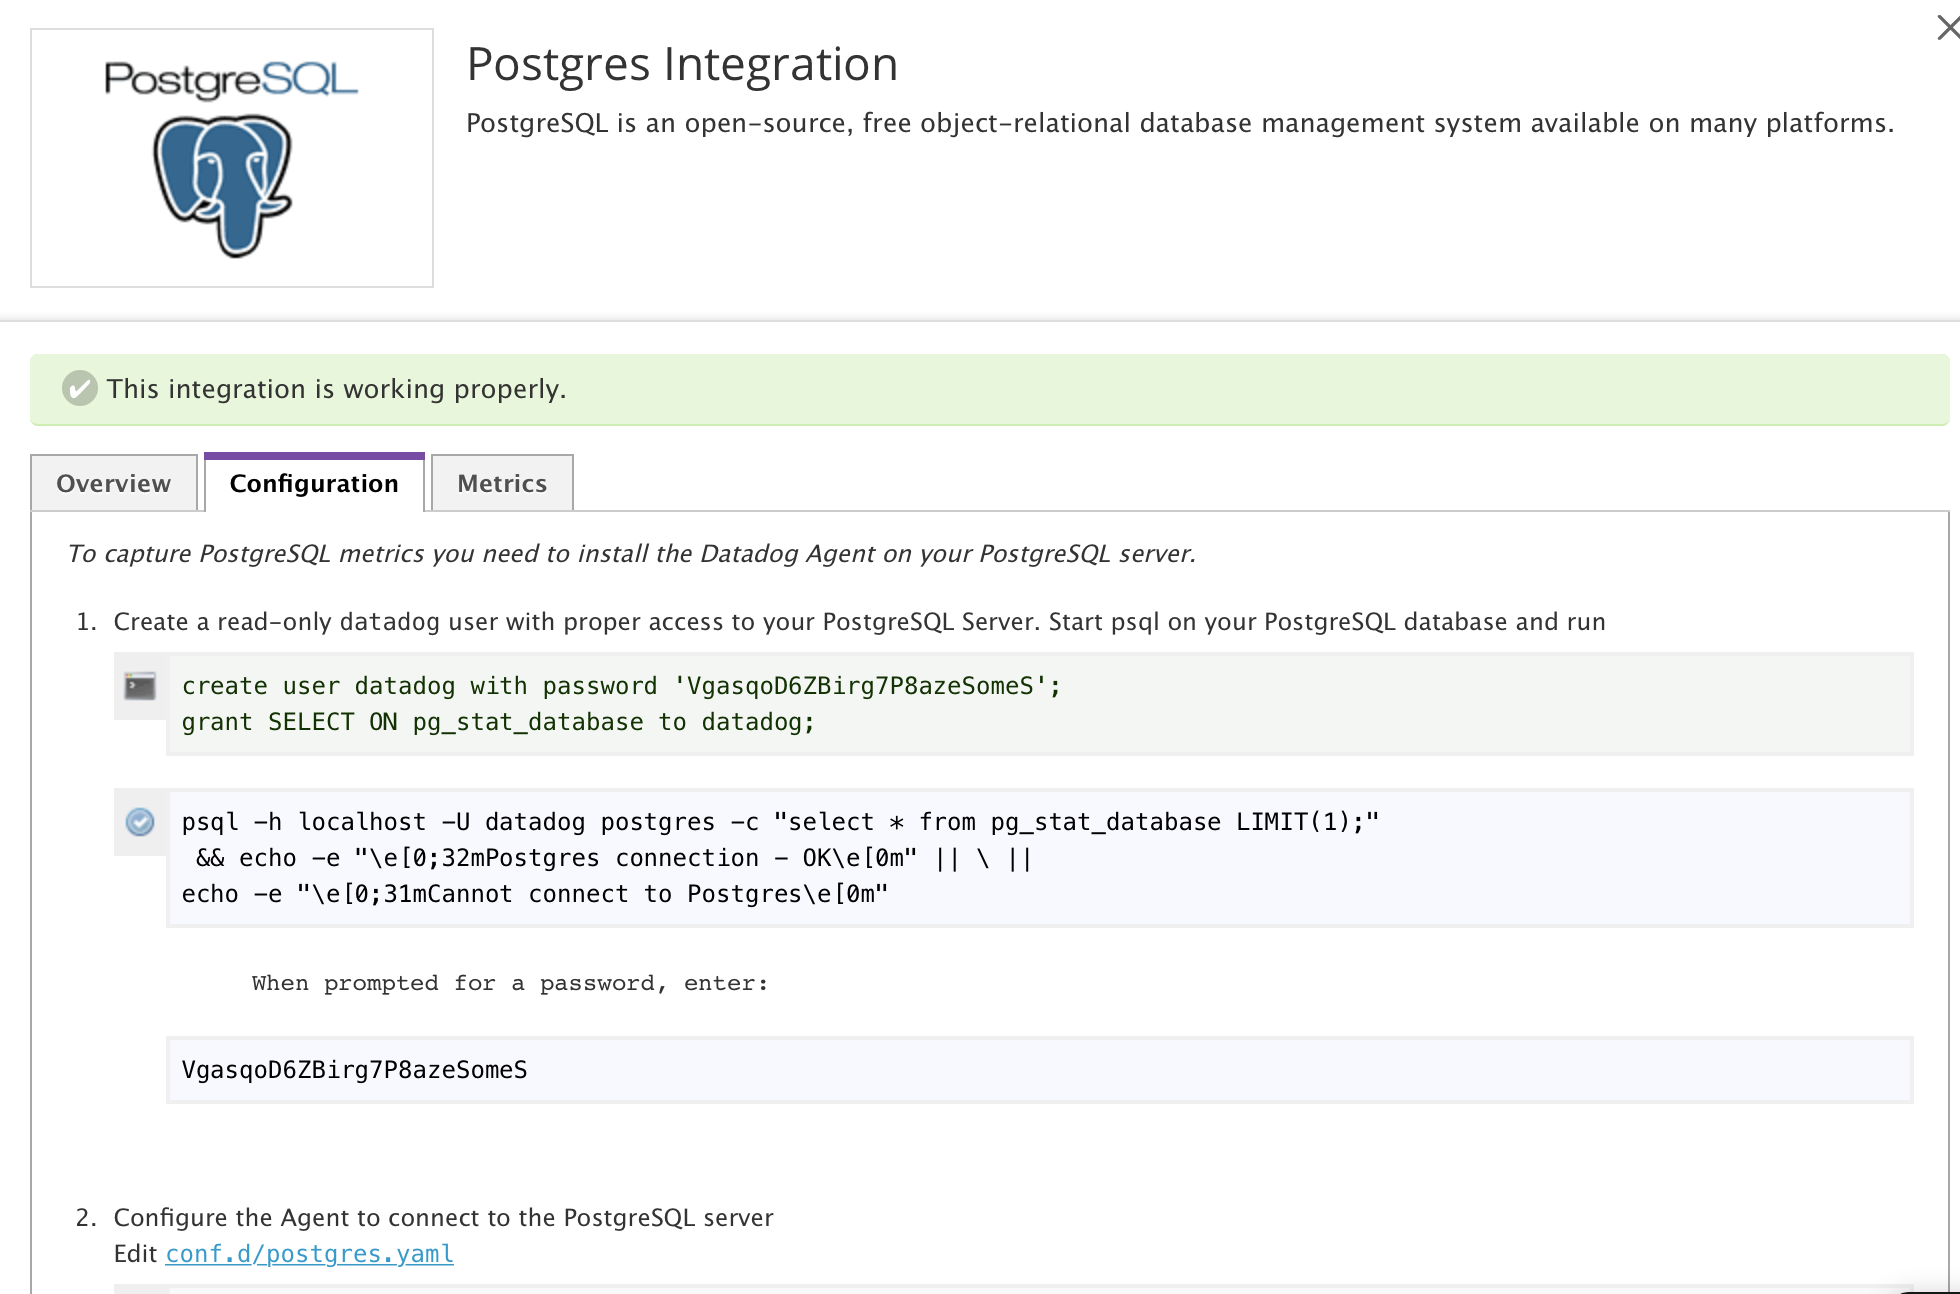 PostgreSQL
Postgres Integration
PostgreSQL is an open-source, free object-relational database management system available on many platforms.
This integration is working properly.
Overview
Configuration
Metrics
To capture PostgreSQL metrics you need to install the Datadog Agent on your PostgreSQL server.
1. Create a read-only datadog user with proper access to your PostgreSQL Server. Start psql on your PostgreSQL database and run
create user datadog with password 'VgasqoD6ZBirg7P8azeSomeS';
grant SELECT ON pg_stat_database to datadog;
psql -h localhost -U datadog postgres -c "select * from pg_stat_database LIMIT(1);"
&& echo -e "\e[0;32mPostgres connection - OK\e[0m" || \ ||
echo -e "\e[0;31mCannot connect to Postgres\e[0m"
When prompted for a password, enter:
VgasqoD6ZBirg7P8azeSomeS
2. Configure the Agent to connect to the PostgreSQL server
Edit conf.d/postgres.yaml